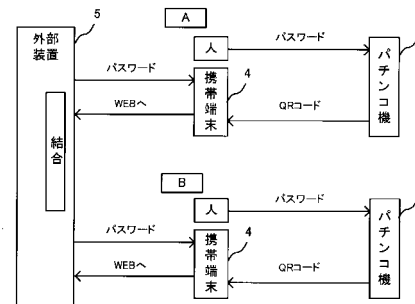 5
A
外部
装置
人
パスワード
パチンコ機
パスワード
4
携帯端末
WEBへ
QRコード
結合
B
人
パスワード
パチンコ機
パスワード
4
携帯端末
WEBへ
QRコード